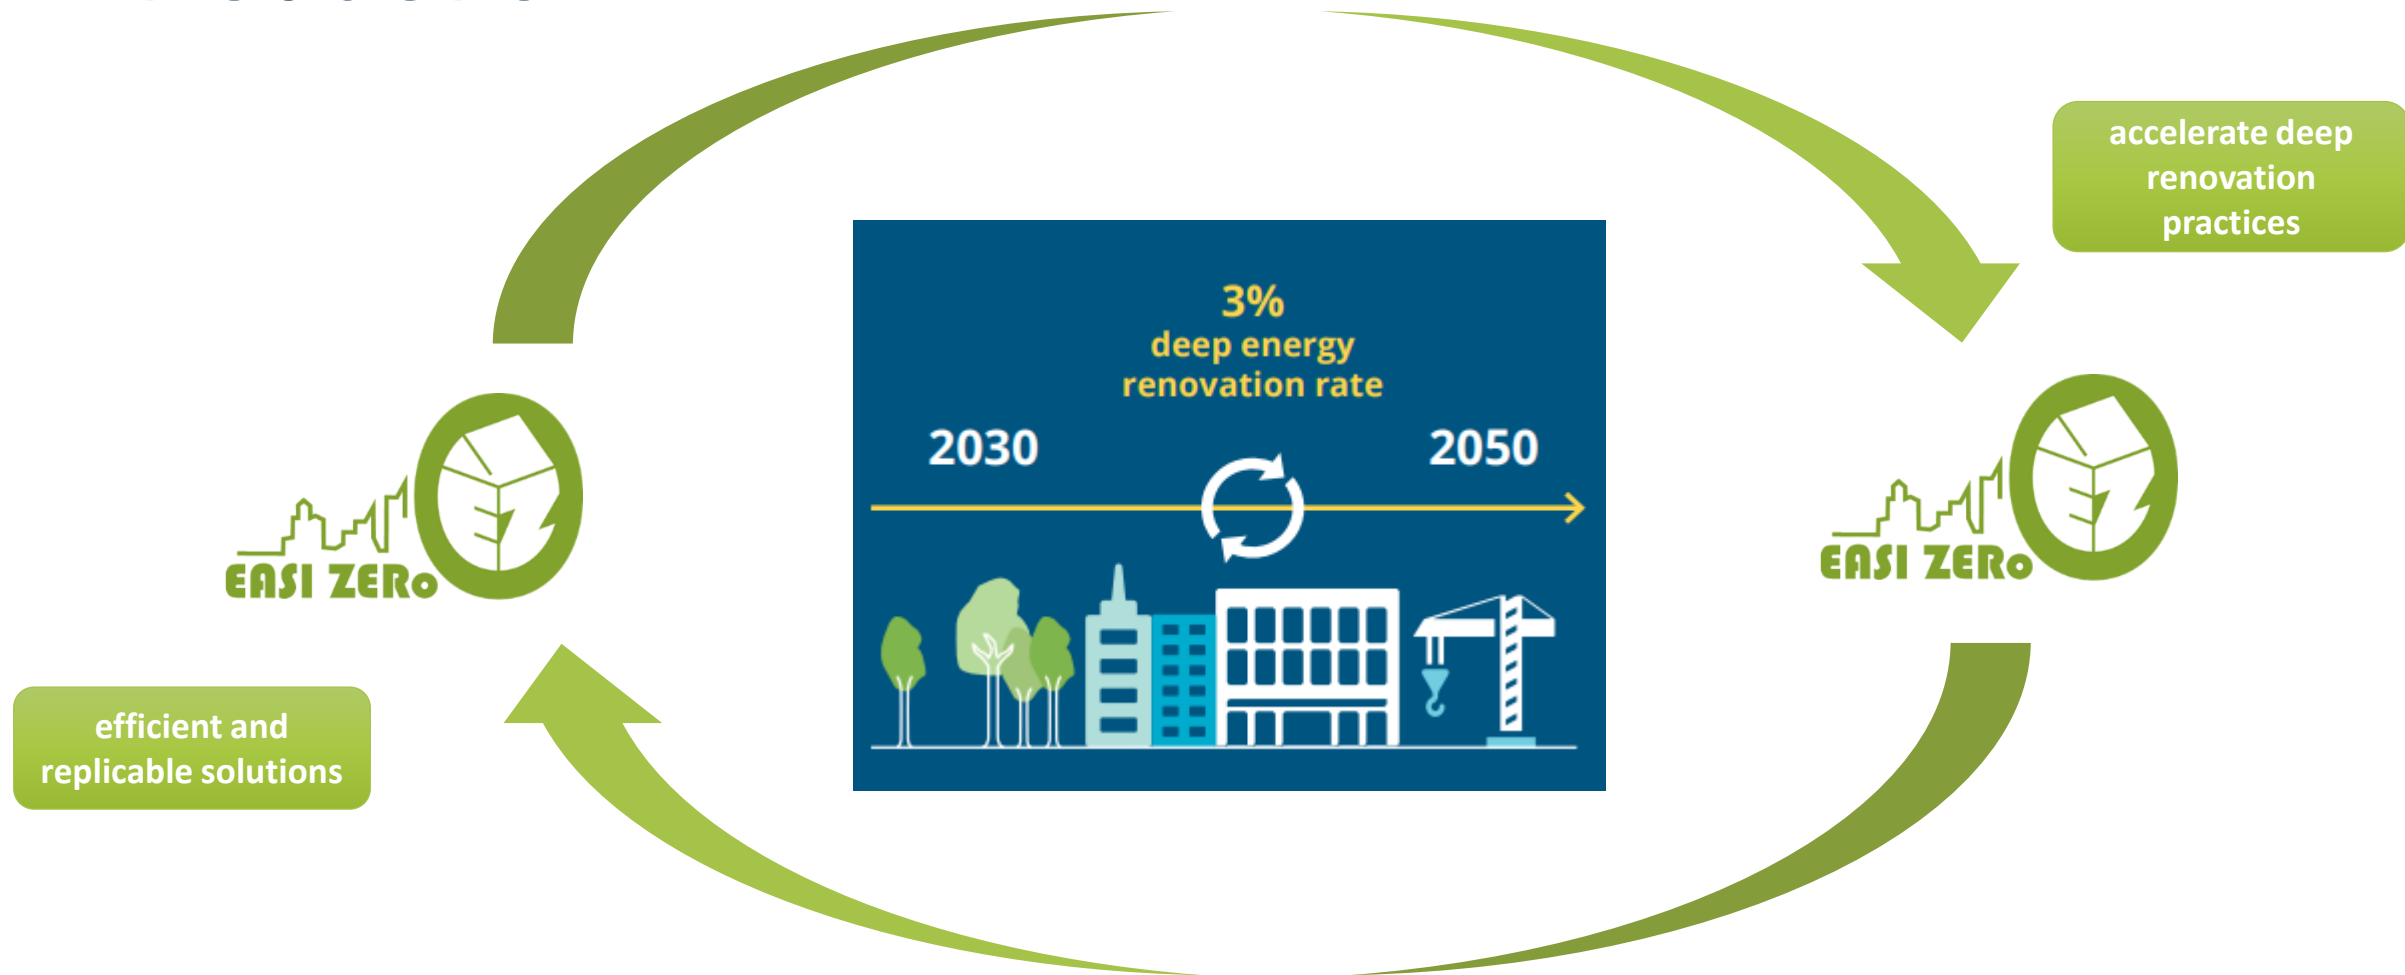 accelerate deep
renovation
practices
3%
deep energy
renovation rate
2030
2050
EASI ZERo
EASI ZERo
efficient and
replicable solutions